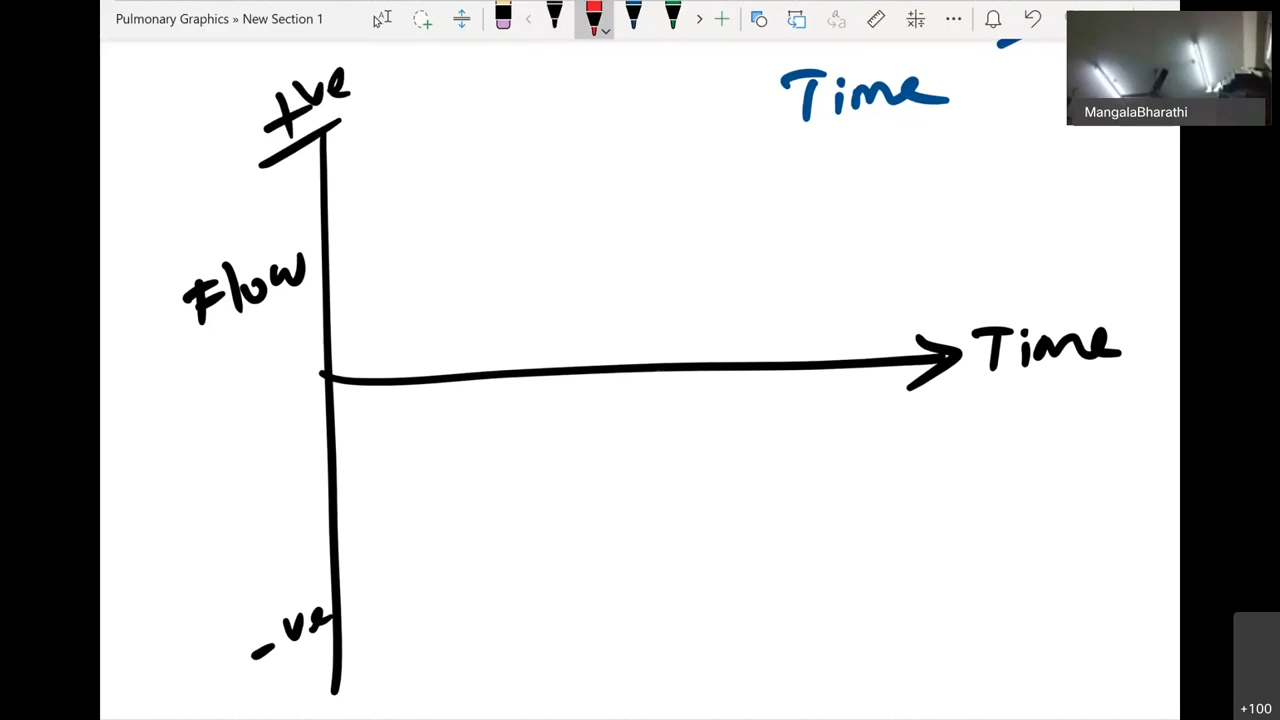 Pulmonary Graphics » New Section 1
MangalaBharathi
Time
+ve
Flow
Time
-ve
+100